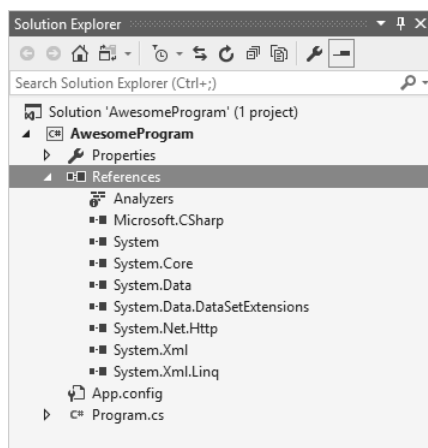 Solution Explorer
Search Solution Explorer (Ctrl+;)
Solution 'AwesomeProgram' (1 project)
C# AwesomeProgram
Properties
References
Analyzers
Microsoft.CSharp
System
System.Core
System.Data
System.Data.DataSetExtensions
System.Net.Http
System.Xml
System.Xml.Linq
App.config
C# Program.cs